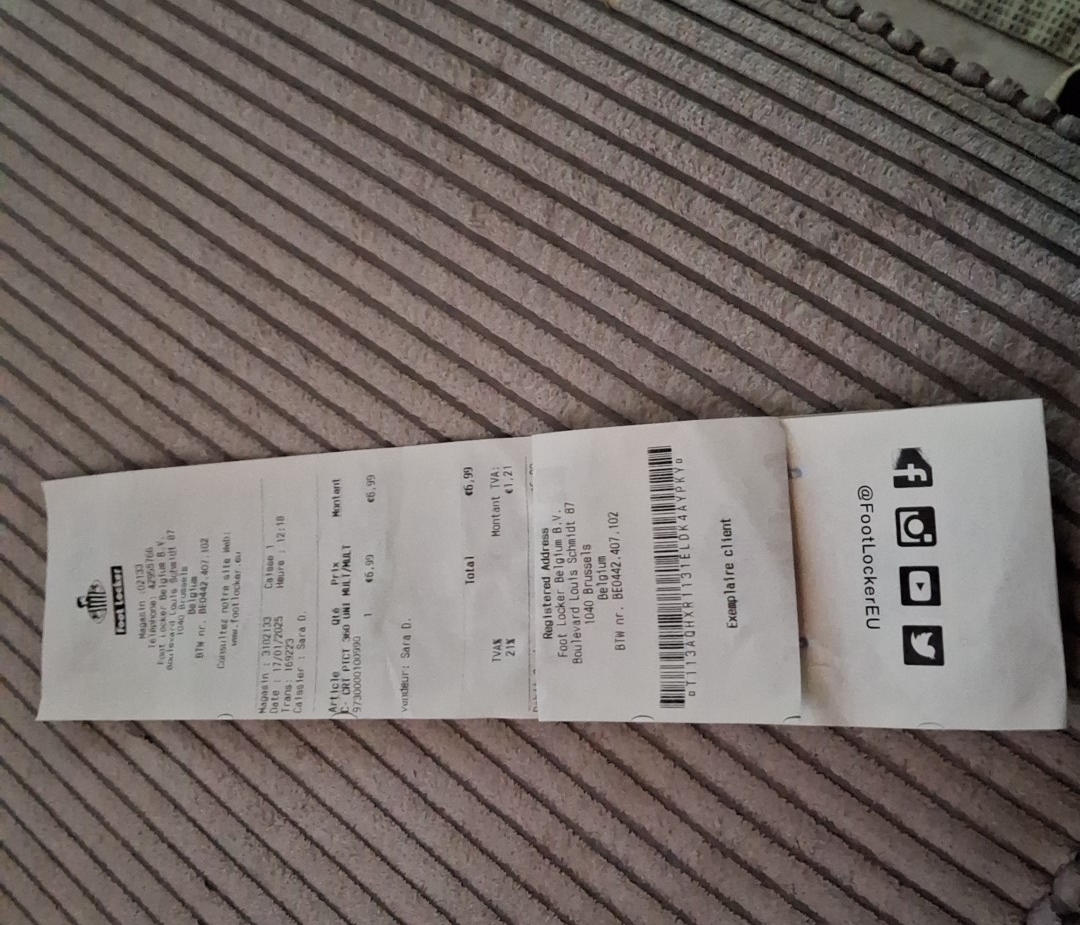 Foot Locker
Magasin :02133
Telephone 42955766
Foot Locker Belgium B.V.
Boulevard Louis Schmidt 87
1040 Brussels
Belgium
BTW nr. BE0442.407.102
Consultez notre site Web:
www.footlocker.eu
Magasin : 3102133 Caisse 1
Date : 17/01/2025 Heure : 12:18
Trans: 169223
Caissier : Sara D.
Article Qté Prix Montant
C- CRT PTCT 360 UNI MULT/MULT
9730000100990 1 €6,99 €6,99
Vendeur: Sara D.
Total €6,99
TVA% Montant TVA:
21% €1,21
Registered Address
Foot Locker Belgium B.V.
Boulevard Louis Schmidt 87
1040 Brussels
Belgium
BTW nr. BE0442.407.102
DT113AQHXR1131ELDK4AYPKYD
Exemplaire client
@FootLockerEU